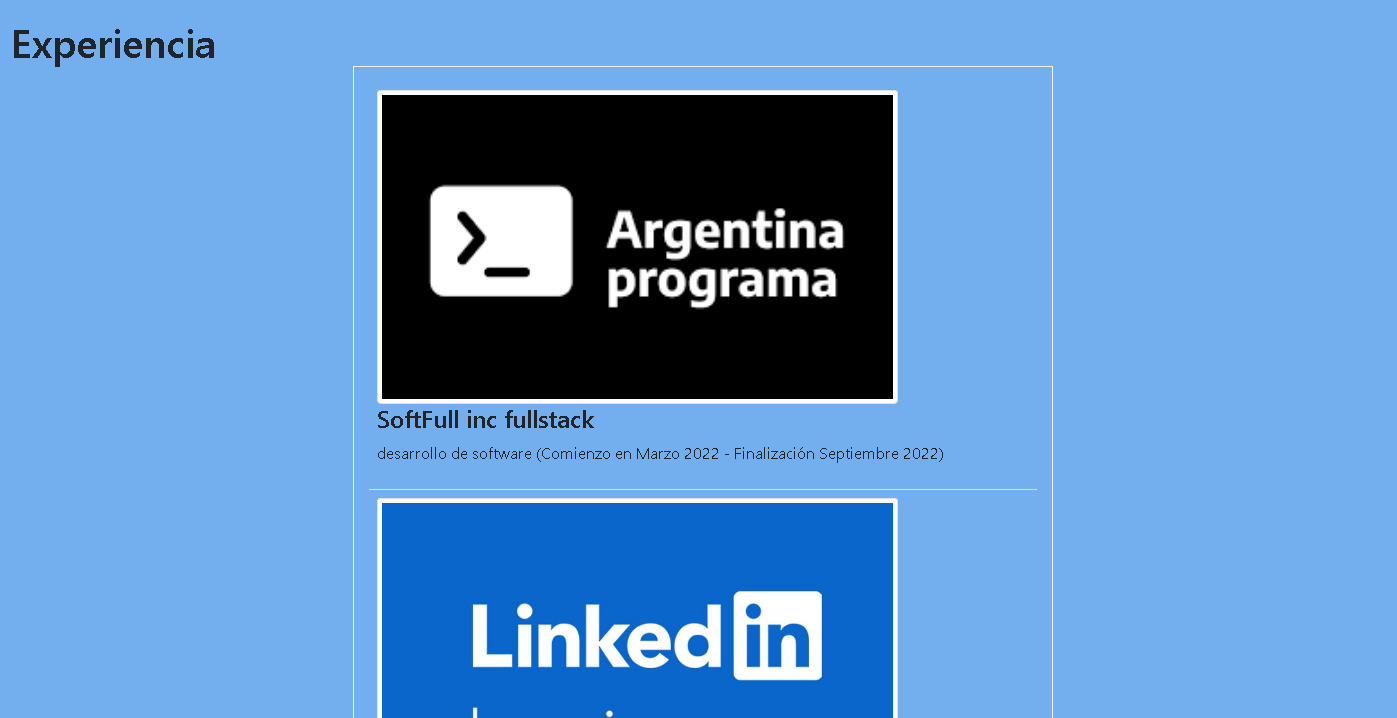 Experiencia
Argentina
programa
SoftFull inc fullstack
desarrollo de software (Comienzo en Marzo 2022 - Finalización Septiembre 2022)
Linked in